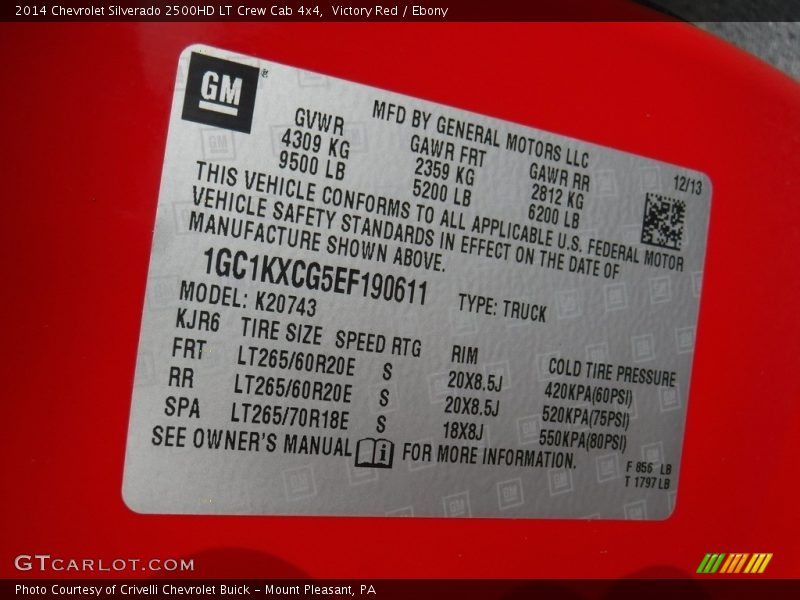 2014 Chevrolet Silverado 2500HD LT Crew Cab 4x4,  Victory Red / Ebony
GM®
MFD BY GENERAL MOTORS LLC
GVWR GAWR FRT GAWR RR
4309 KG 2359 KG 2812 KG 12/13
9500 LB 5200 LB 6200 LB
THIS VEHICLE CONFORMS TO ALL APPLICABLE U.S. FEDERAL MOTOR
VEHICLE SAFETY STANDARDS IN EFFECT ON THE DATE OF
MANUFACTURE SHOWN ABOVE.
1GC1KXCG5EF190611 TYPE: TRUCK
MODEL: K20743
KJR6 TIRE SIZE SPEED RTG RIM COLD TIRE PRESSURE
FRT LT265/60R20E S 20X8.5J 420KPA(60PSI)
RR LT265/60R20E S 20X8.5J 520KPA(75PSI)
SPA LT265/70R18E S 18X8J 550KPA(80PSI)
SEE OWNER'S MANUAL i FOR MORE INFORMATION.
F 856 LB
T 1797 LB
GTCARLOT.COM
Photo Courtesy of Crivelli Chevrolet Buick - Mount Pleasant, PA